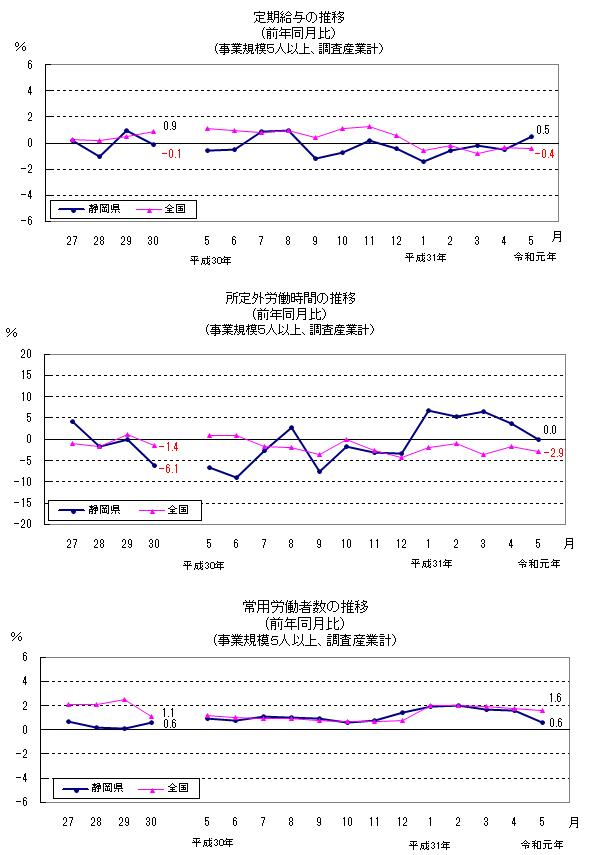 定期給与の推移
(前年同月比)
(事業規模5人以上、調査産業計)
%
6
4
2
0
-2
-4
-6
0.9
-0.1
0.5
-0.4
静岡県 全国
27 28 29 30 5 6 7 8 9 10 11 12 1 2 3 4 5 月
平成30年 平成31年 令和元年
所定外労働時間の推移
(前年同月比)
(事業規模5人以上、調査産業計)
%
20
15
10
5
0
-5
-10
-15
-20
-1.4
-6.1
0.0
-2.9
静岡県 全国
27 28 29 30 5 6 7 8 9 10 11 12 1 2 3 4 5 月
平成30年 平成31年 令和元年
常用労働者数の推移
(前年同月比)
(事業規模5人以上、調査産業計)
%
6
4
2
0
-2
-4
-6
1.1
0.6
1.6
0.6
静岡県 全国
27 28 29 30 5 6 7 8 9 10 11 12 1 2 3 4 5 月
平成30年 平成31年 令和元年